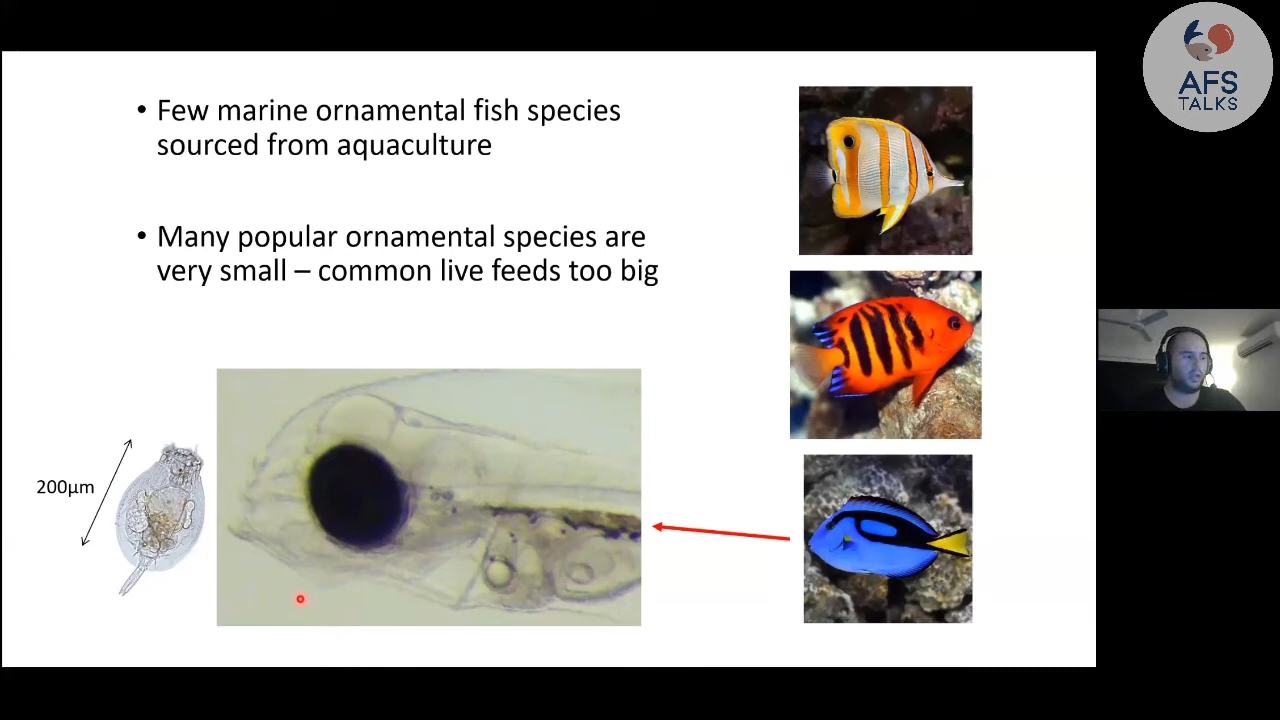 • Few marine ornamental fish species
sourced from aquaculture
• Many popular ornamental species are
very small – common live feeds too big
200µm
AFS
TALKS